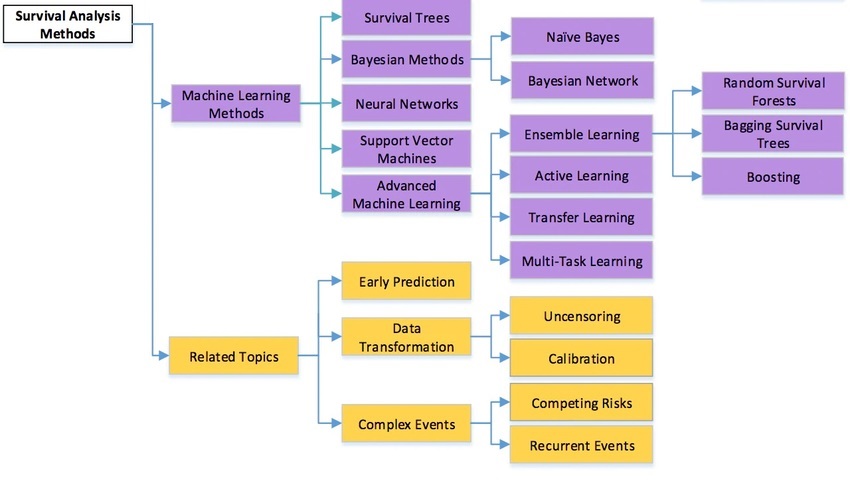 Survival Analysis
Methods
Machine Learning
Methods
Survival Trees
Bayesian Methods
Naïve Bayes
Bayesian Network
Neural Networks
Support Vector
Machines
Advanced
Machine Learning
Ensemble Learning
Random Survival
Forests
Bagging Survival
Trees
Boosting
Active Learning
Transfer Learning
Multi-Task Learning
Related Topics
Early Prediction
Data
Transformation
Uncensoring
Calibration
Complex Events
Competing Risks
Recurrent Events